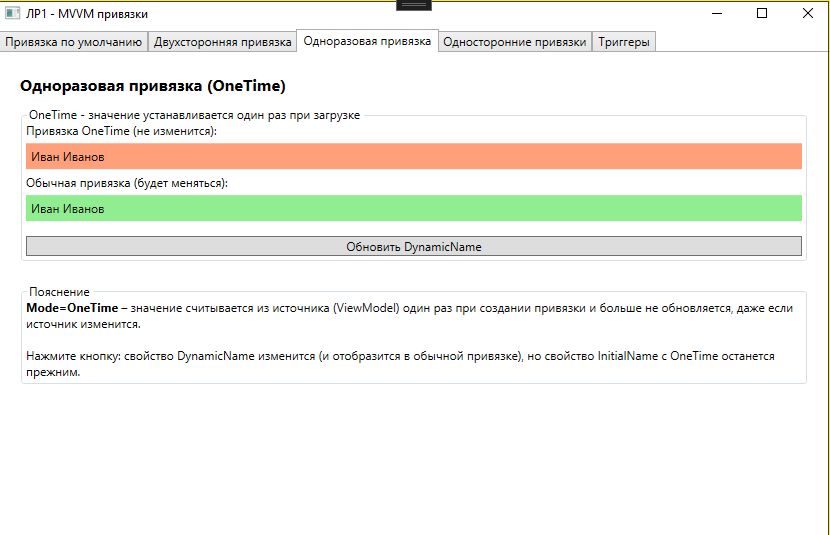 ЛР1 - MVVM привязки
Привязка по умолчанию Двухсторонняя привязка Одноразовая привязка Односторонние привязки Триггеры
Одноразовая привязка (OneTime)
OneTime - значение устанавливается один раз при загрузке
Привязка OneTime (не изменится):
Иван Иванов
Обычная привязка (будет меняться):
Иван Иванов
Обновить DynamicName
Пояснение
Mode=OneTime – значение считывается из источника (ViewModel) один раз при создании привязки и больше не обновляется, даже если
источник изменится.
Нажмите кнопку: свойство DynamicName изменится (и отобразится в обычной привязке), но свойство InitialName с OneTime останется
прежним.